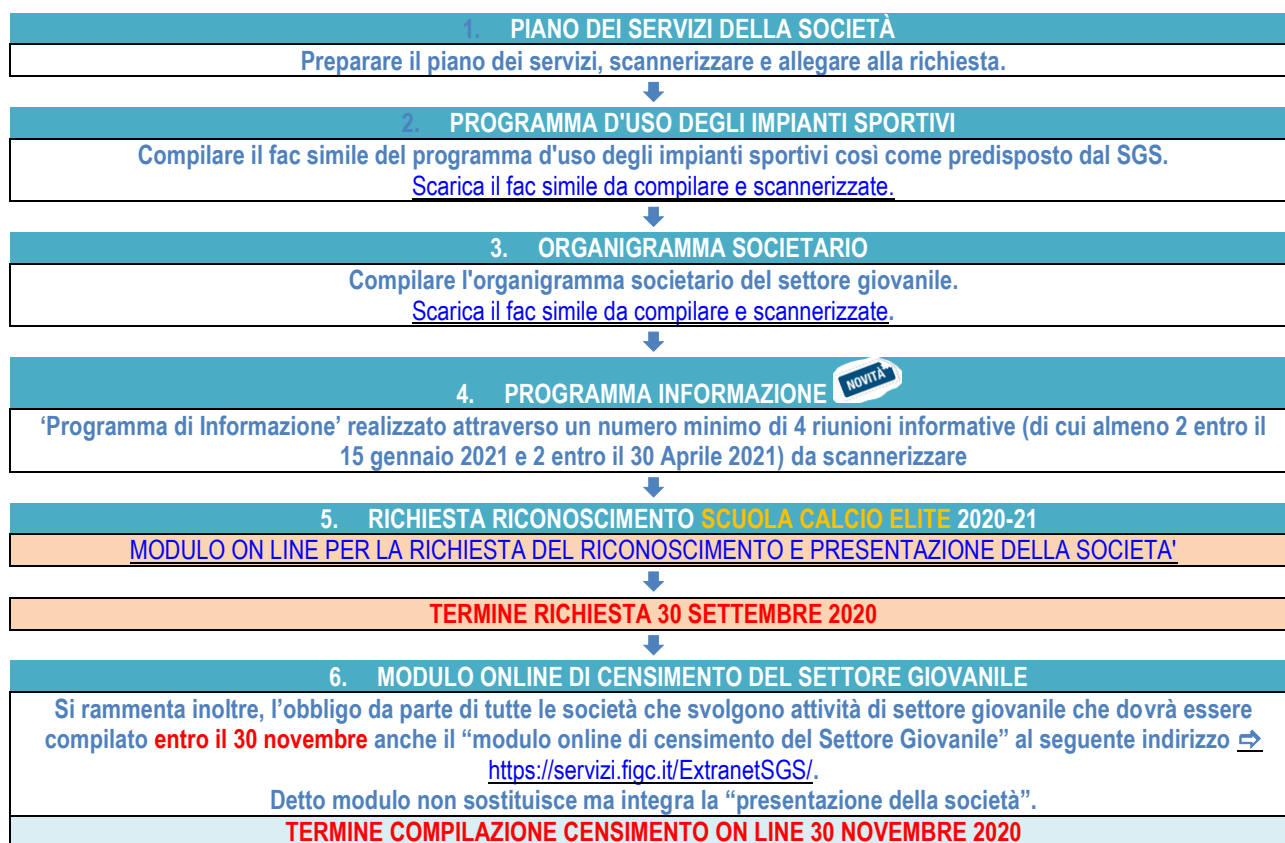 1. PIANO DEI SERVIZI DELLA SOCIETÀ
Preparare il piano dei servizi, scannerizzare e allegare alla richiesta.
2. PROGRAMMA D'USO DEGLI IMPIANTI SPORTIVI
Compilare il fac simile del programma d'uso degli impianti sportivi così come predisposto dal SGS.
Scarica il fac simile da compilare e scannerizzate.
3. ORGANIGRAMMA SOCIETARIO
Compilare l'organigramma societario del settore giovanile.
Scarica il fac simile da compilare e scannerizzate.
4. PROGRAMMA INFORMAZIONE NOVITÀ
‘Programma di Informazione’ realizzato attraverso un numero minimo di 4 riunioni informative (di cui almeno 2 entro il
15 gennaio 2021 e 2 entro il 30 Aprile 2021) da scannerizzare
5. RICHIESTA RICONOSCIMENTO SCUOLA CALCIO ELITE 2020-21
MODULO ON LINE PER LA RICHIESTA DEL RICONOSCIMENTO E PRESENTAZIONE DELLA SOCIETA'
TERMINE RICHIESTA 30 SETTEMBRE 2020
6. MODULO ONLINE DI CENSIMENTO DEL SETTORE GIOVANILE
Si rammenta inoltre, l’obbligo da parte di tutte le società che svolgono attività di settore giovanile che dovrà essere
compilato entro il 30 novembre anche il “modulo online di censimento del Settore Giovanile” al seguente indirizzo ⇨
https://servizi.figc.it/ExtranetSGS/.
Detto modulo non sostituisce ma integra la “presentazione della società”.
TERMINE COMPILAZIONE CENSIMENTO ON LINE 30 NOVEMBRE 2020